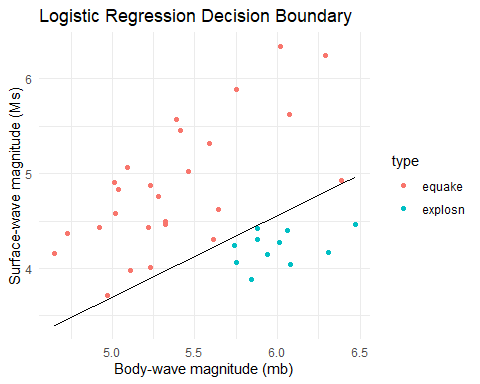 Logistic Regression Decision Boundary
Surface-wave magnitude (Ms)
6
5
4
5.0 5.5 6.0 6.5
Body-wave magnitude (mb)
type
equake
explosn